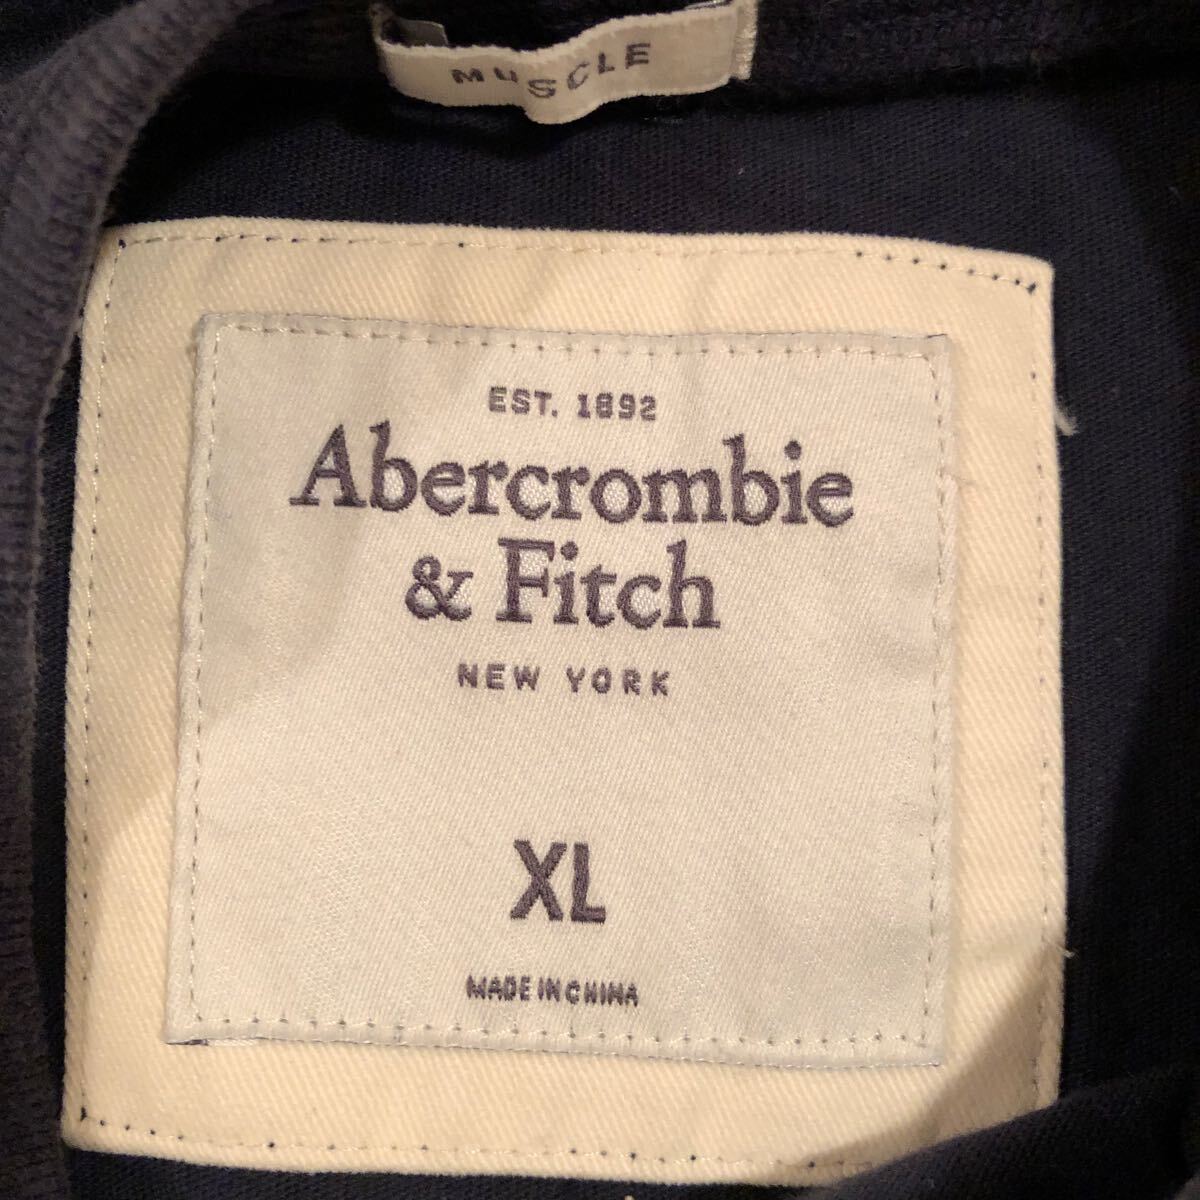 MUSCLE
EST. 1892
Abercrombie
& Fitch
NEW YORK
XL
MADE IN CHINA